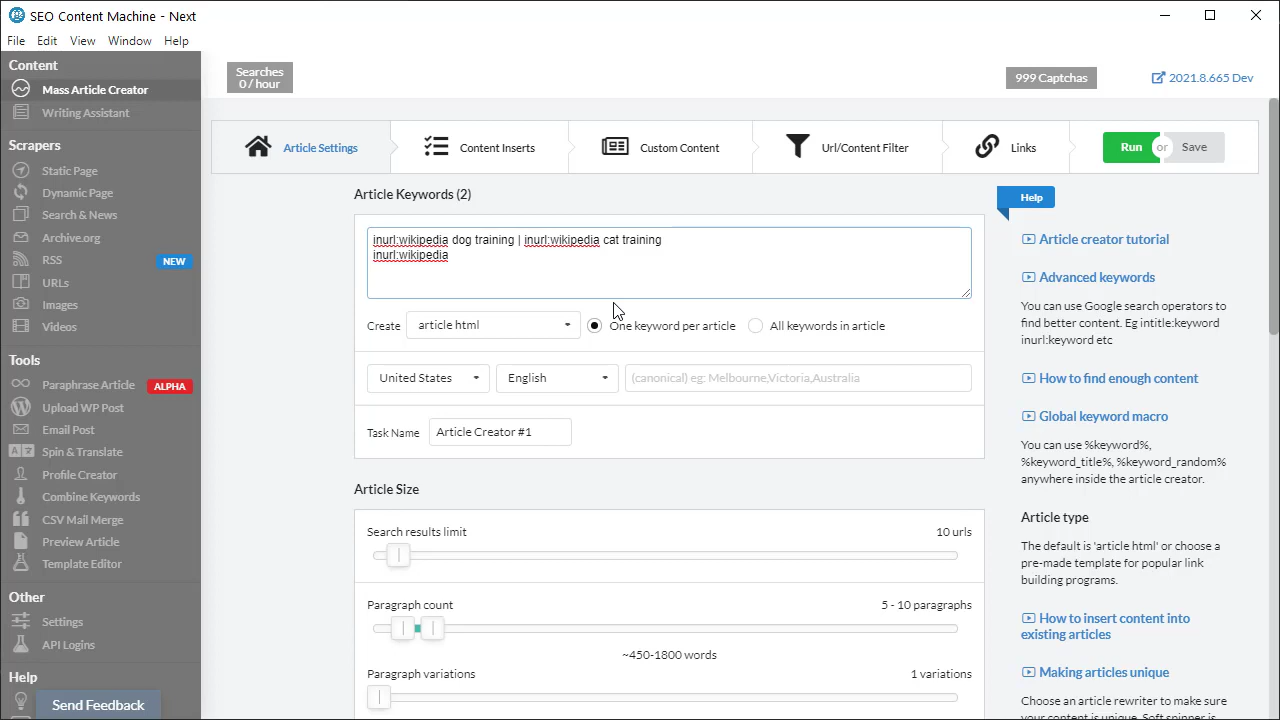 SEO Content Machine - Next
File Edit View Window Help
Content
Mass Article Creator
Writing Assistant
Scrapers
Static Page
Dynamic Page
Search & News
Archive.org
RSS NEW
URLs
Images
Videos
Tools
Paraphrase Article ALPHA
Upload WP Post
Email Post
Spin & Translate
Profile Creator
Combine Keywords
CSV Mail Merge
Preview Article
Template Editor
Other
Settings
API Logins
Help
Send Feedback
Searches
0 / hour
999 Captchas
2021.8.665 Dev
Article Settings
Content Inserts
Custom Content
Url/Content Filter
Links
Run or Save
Article Keywords (2)
inurl:wikipedia dog training | inurl:wikipedia cat training
inurl:wikipedia
Create article html One keyword per article All keywords in article
United States English (canonical) eg: Melbourne,Victoria,Australia
Task Name Article Creator #1
Article Size
Search results limit 10 urls
Paragraph count 5 - 10 paragraphs
~450-1800 words
Paragraph variations 1 variations
Help
Article creator tutorial
Advanced keywords
You can use Google search operators to
find better content. Eg intitle:keyword
inurl:keyword etc
How to find enough content
Global keyword macro
You can use %keyword%,
%keyword_title%, %keyword_random%
anywhere inside the article creator.
Article type
The default is 'article html' or choose a
pre-made template for popular link
building programs.
How to insert content into
existing articles
Making articles unique
Choose an article rewriter to make sure
your content is unique. Soft spinner is